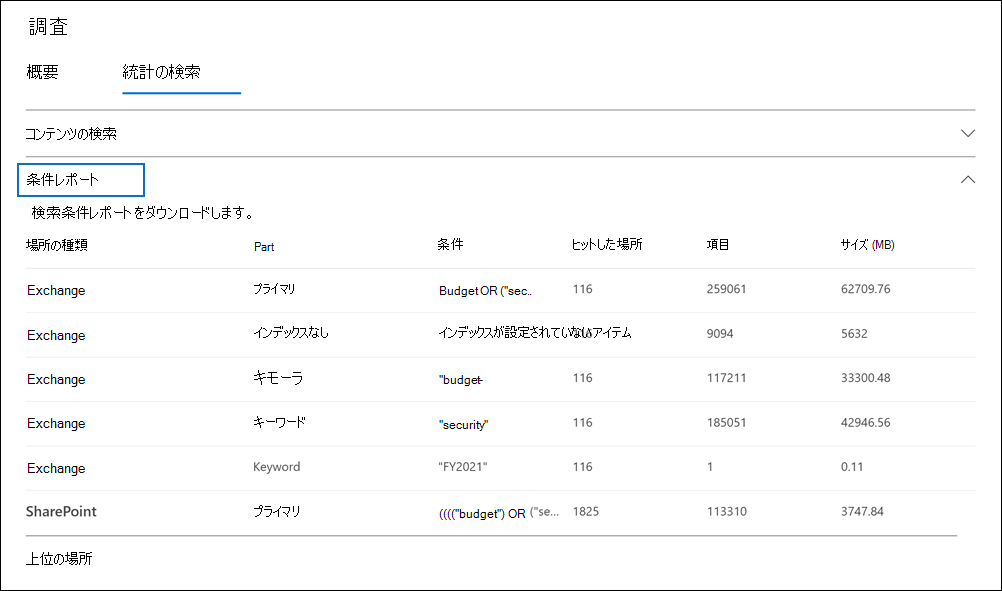 調査
概要 統計の検索
コンテンツの検索
条件レポート
検索条件レポートをダウンロードします。
場所の種類 Part 条件 ヒットした場所 項目 サイズ (MB)
Exchange プライマリ Budget OR ("sec.. 116 259061 62709.76
Exchange インデックスなし インデックスが設定されていないアイテム 9094 5632
Exchange キモーラ "budget- 116 117211 33300.48
Exchange キーワード "security" 116 185051 42946.56
Exchange Keyword "FY2021" 116 1 0.11
SharePoint プライマリ (((("budget") OR ("se... 1825 113310 3747.84
上位の場所